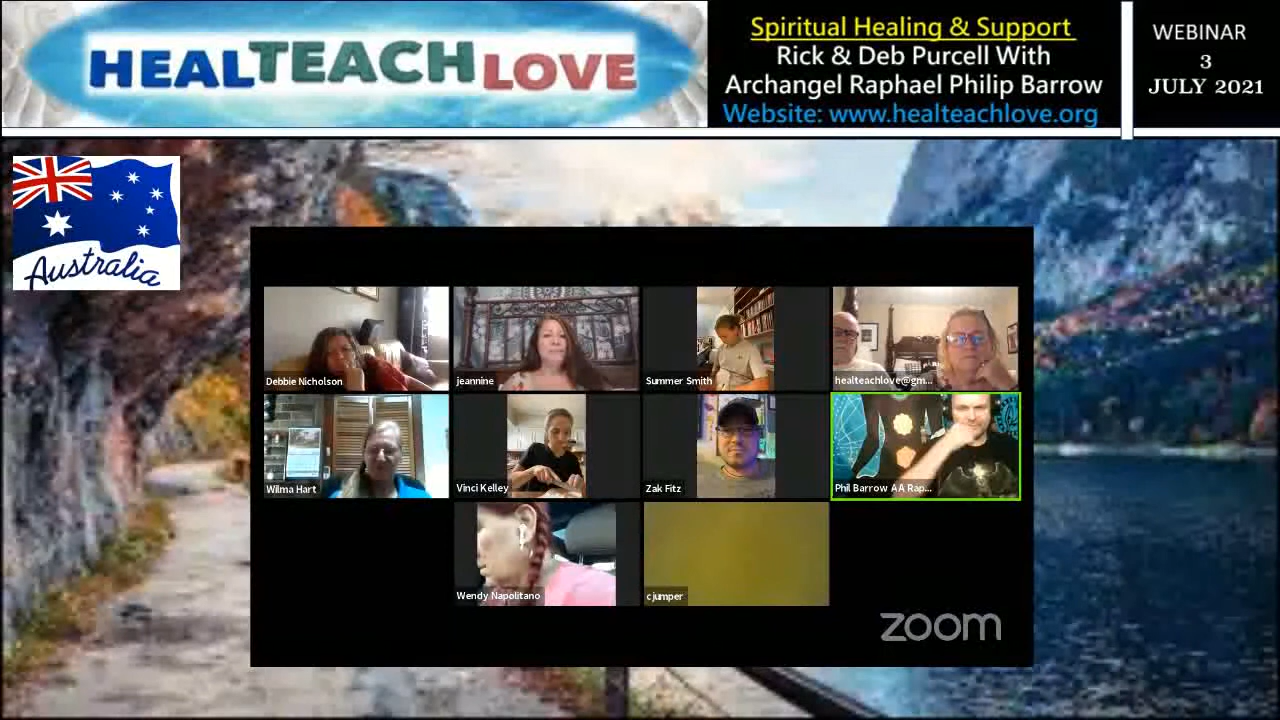 HEALTEACHLOVE
Spiritual Healing & Support
Rick & Deb Purcell With
Archangel Raphael Philip Barrow
Website: www.healteachlove.org
WEBINAR
3
JULY 2021
Australia
Debbie Nicholson
jeannine
Summer Smith
healteachlove@gm...
Wilma Hart
Vinci Kelley
Zak Fitz
Phil Barrow AA Rap...
Wendy Napolitano
cjumper
zoom